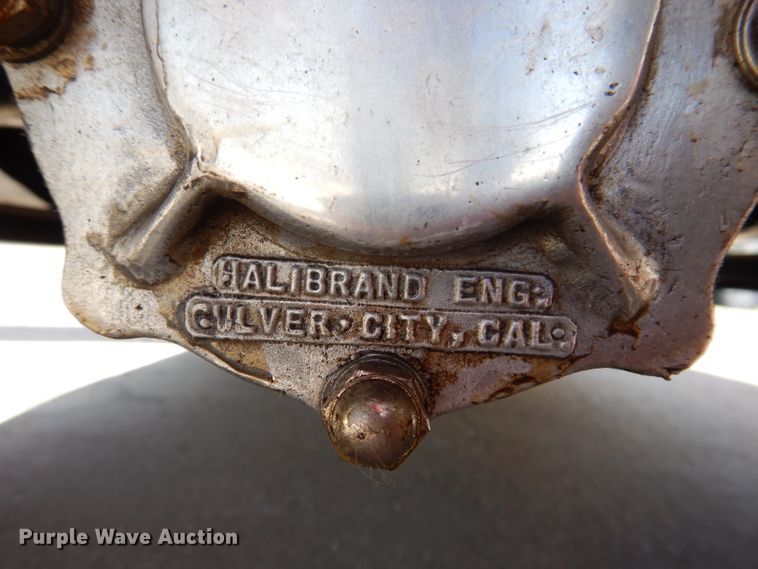 HALIBRAND ENG.
CULVER CITY, CAL.
Purple Wave Auction